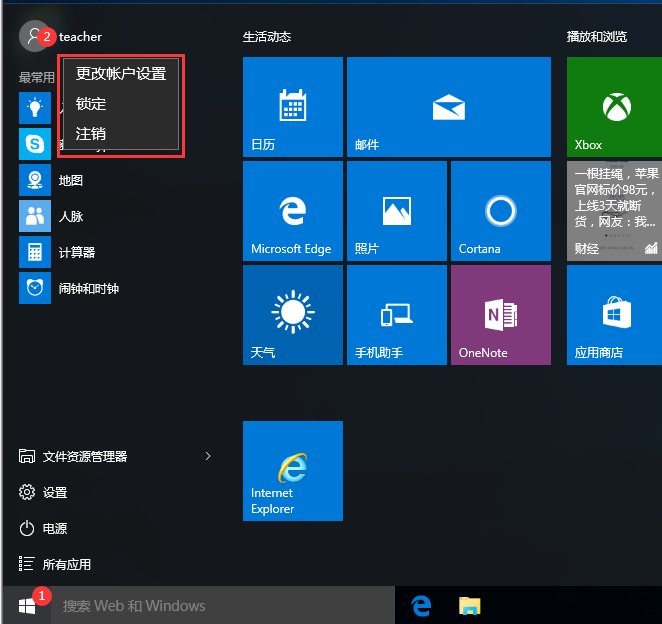 2
teacher
更改帐户设置
锁定
注销
最常用
地图
人脉
计算器
闹钟和时钟
文件资源管理器
设置
电源
所有应用
1
搜索 Web 和 Windows
生活动态
日历
邮件
Microsoft Edge
照片
Cortana
天气
手机助手
OneNote
Internet
Explorer
播放和浏览
Xbox
一根挂绳，苹果
官网标价98元，
上线3天就断
货，网友：我...
财经
应用商店